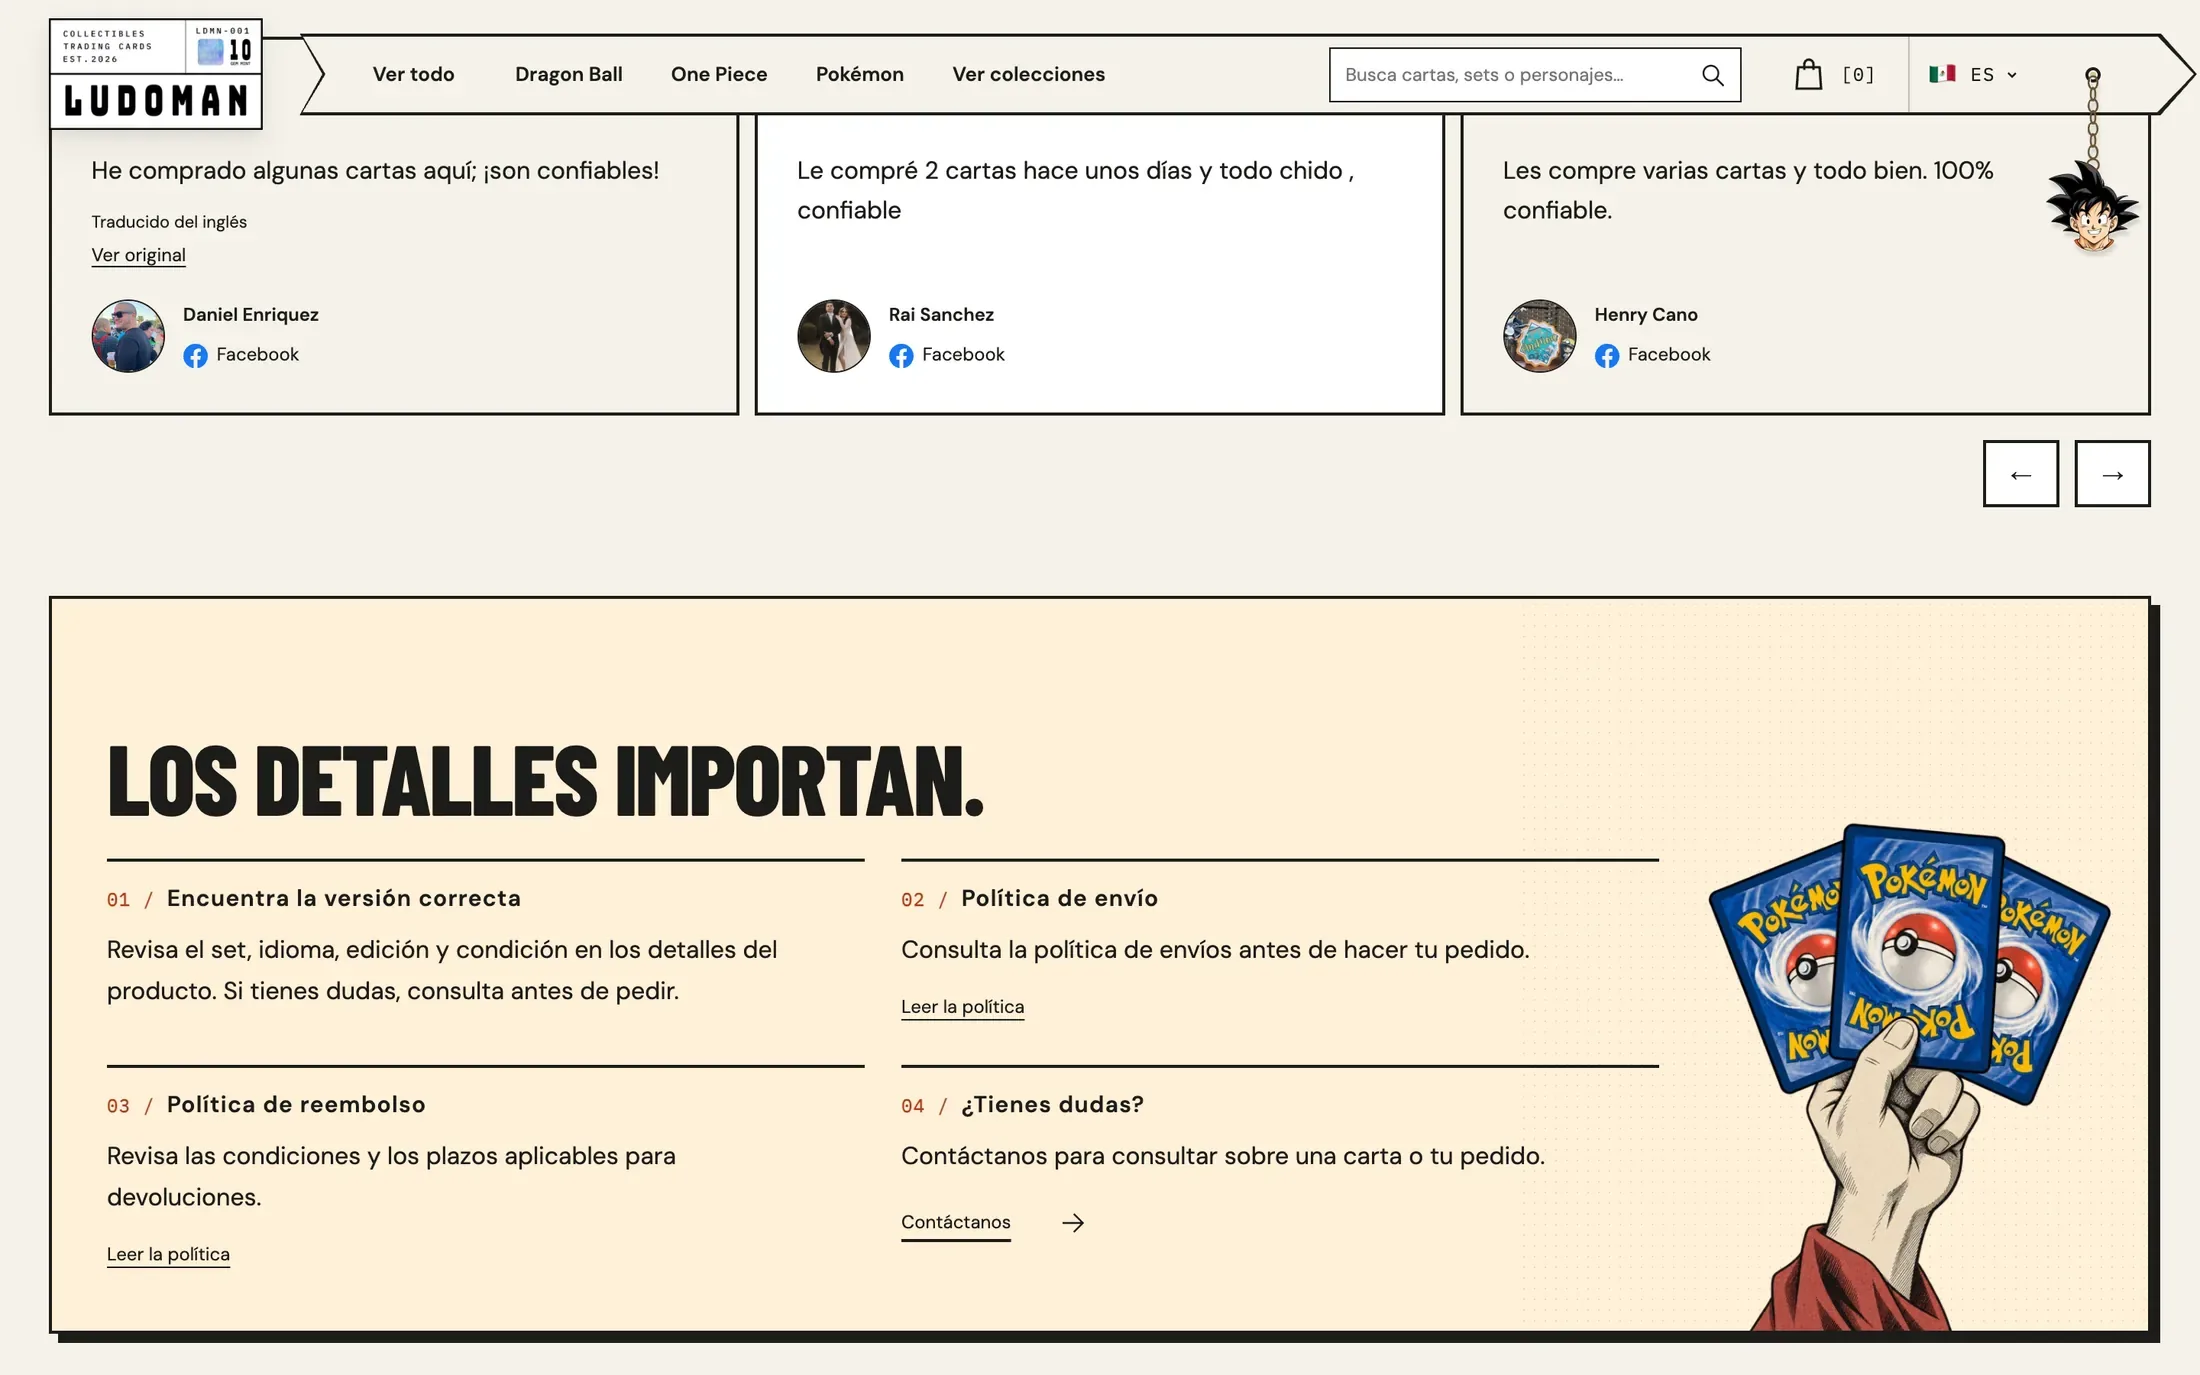 COLLECTIBLES
TRADING CARDS
EST.2026
LDMN-001
10
GEM MINT
LUDOMAN
Ver todo
Dragon Ball
One Piece
Pokémon
Ver colecciones
Busca cartas, sets o personajes...
[0]
ES
He comprado algunas cartas aquí; ¡son confiables!
Traducido del inglés
Ver original
Daniel Enriquez
Facebook
Le compré 2 cartas hace unos días y todo chido ,
confiable
Rai Sanchez
Facebook
Les compre varias cartas y todo bien. 100%
confiable.
Henry Cano
Facebook
←
→
LOS DETALLES IMPORTAN.
01 / Encuentra la versión correcta
Revisa el set, idioma, edición y condición en los detalles del
producto. Si tienes dudas, consulta antes de pedir.
02 / Política de envío
Consulta la política de envíos antes de hacer tu pedido.
Leer la política
03 / Política de reembolso
Revisa las condiciones y los plazos aplicables para
devoluciones.
Leer la política
04 / ¿Tienes dudas?
Contáctanos para consultar sobre una carta o tu pedido.
Contáctanos →
Pokémon
Pokémon
Pokémon
Pokémon
Pokémon
Pokémon